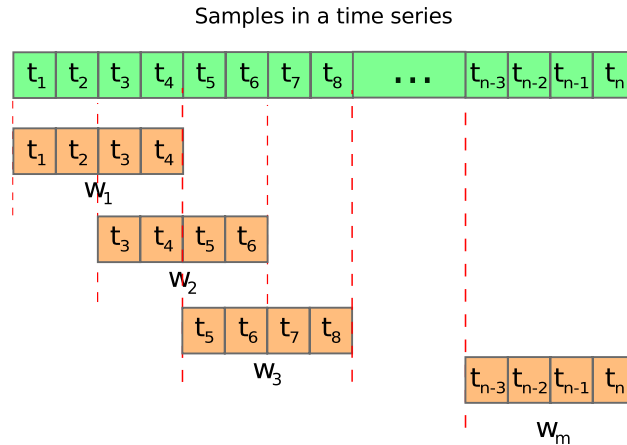 Samples in a time series
t1 t2 t3 t4 t5 t6 t7 t8 ... tn-3 tn-2 tn-1 tn
t1 t2 t3 t4
w1
t3 t4 t5 t6
w2
t5 t6 t7 t8
w3
tn-3 tn-2 tn-1 tn
wm